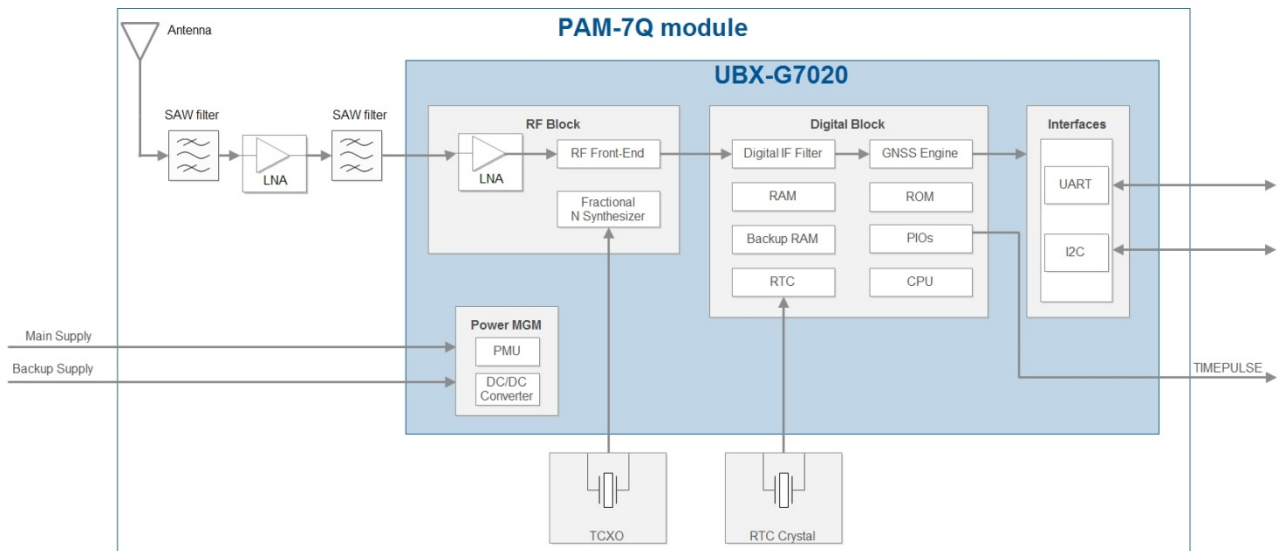 PAM-7Q module
Antenna
UBX-G7020
SAW filter
SAW filter
LNA
RF Block
LNA
RF Front-End
Fractional
N Synthesizer
Digital Block
Digital IF Filter
GNSS Engine
RAM
ROM
Backup RAM
PIOs
RTC
CPU
Interfaces
UART
I2C
Power MGM
PMU
DC/DC
Converter
Main Supply
Backup Supply
TIMEPULSE
TCXO
RTC Crystal